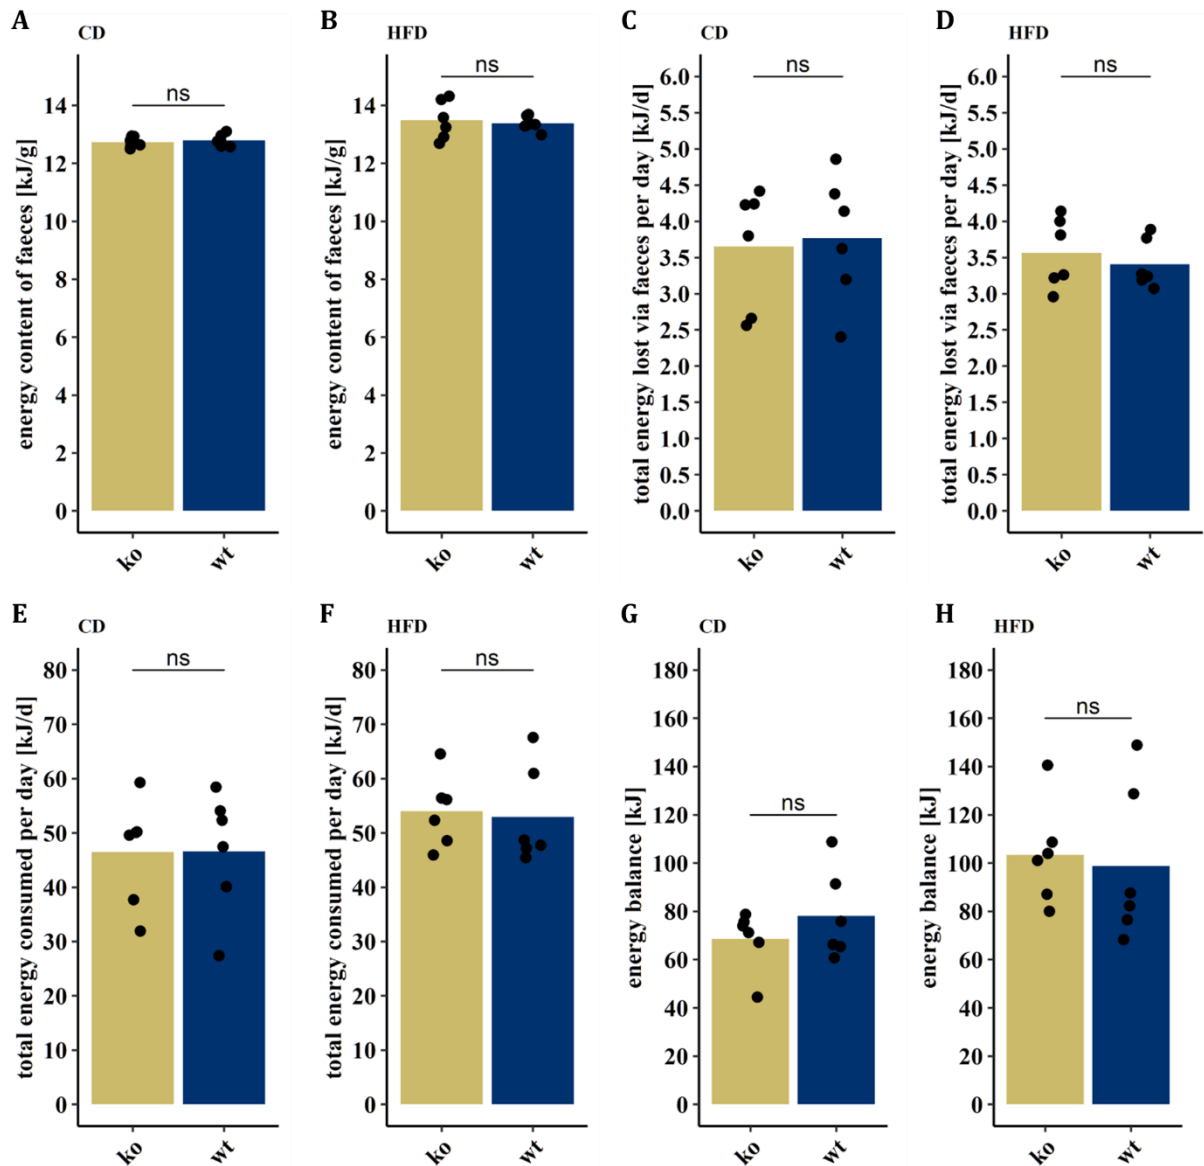 A
CD
energy content of faeces [kJ/g]
14
12
10
8
6
4
2
0
ns
ko
wt
B
HFD
energy content of faeces [kJ/g]
14
12
10
8
6
4
2
0
ns
ko
wt
C
CD
total energy lost via faeces per day [kJ/d]
6.0
5.5
5.0
4.5
4.0
3.5
3.0
2.5
2.0
1.5
1.0
0.5
0.0
ns
ko
wt
D
HFD
total energy lost via faeces per day [kJ/d]
6.0
5.5
5.0
4.5
4.0
3.5
3.0
2.5
2.0
1.5
1.0
0.5
0.0
ns
ko
wt
E
CD
total energy consumed per day [kJ/d]
80
70
60
50
40
30
20
10
0
ns
ko
wt
F
HFD
total energy consumed per day [kJ/d]
80
70
60
50
40
30
20
10
0
ns
ko
wt
G
CD
energy balance [kJ]
180
160
140
120
100
80
60
40
20
0
ns
ko
wt
H
HFD
energy balance [kJ]
180
160
140
120
100
80
60
40
20
0
ns
ko
wt